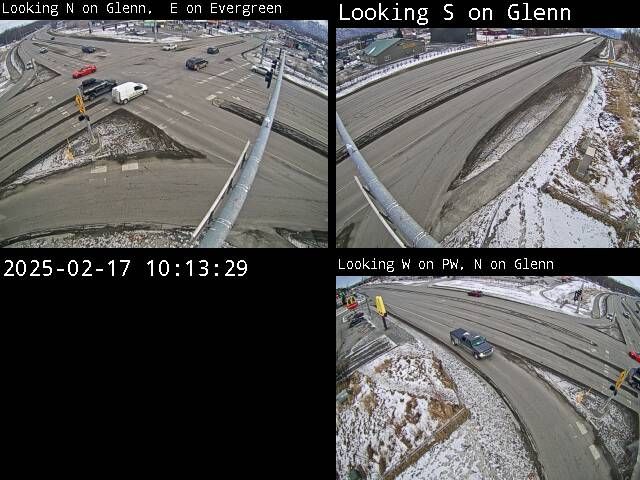 Looking N on Glenn,  E on Evergreen
Looking S on Glenn
2025-02-17 10:13:29
Looking W on PW, N on Glenn